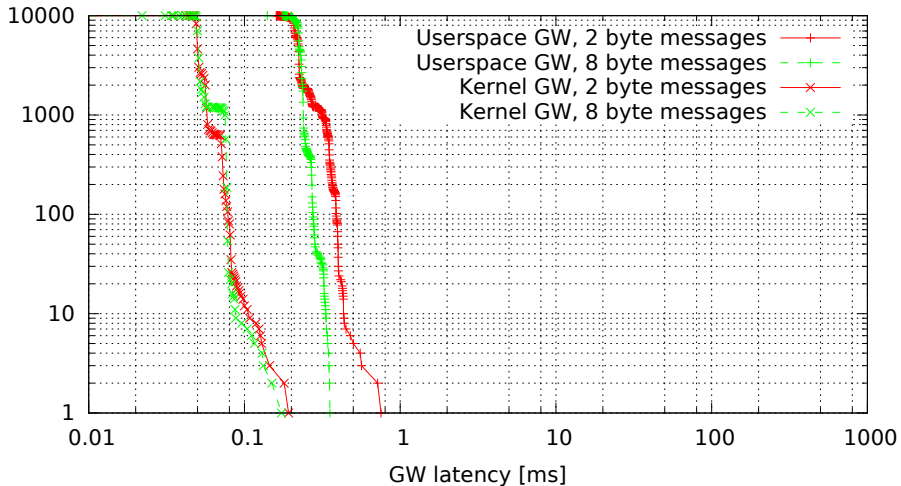 10000
1000
100
10
1
0.01 0.1 1 10 100 1000
GW latency [ms]
Userspace GW, 2 byte messages
Userspace GW, 8 byte messages
Kernel GW, 2 byte messages
Kernel GW, 8 byte messages